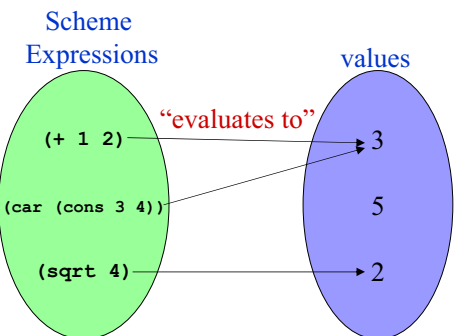 Scheme
Expressions
values
“evaluates to”
(+ 1 2)
3
(car (cons 3 4))
5
(sqrt 4)
2